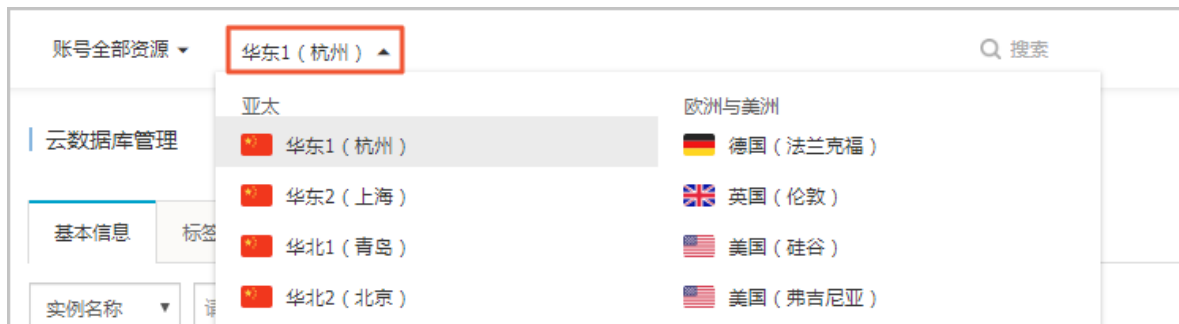 账号全部资源 华东1（杭州） 搜索
亚太 欧洲与美洲
云数据库管理
华东1（杭州） 德国（法兰克福）
华东2（上海） 英国（伦敦）
基本信息 标签
华北1（青岛） 美国（硅谷）
华北2（北京） 美国（弗吉尼亚）
实例名称